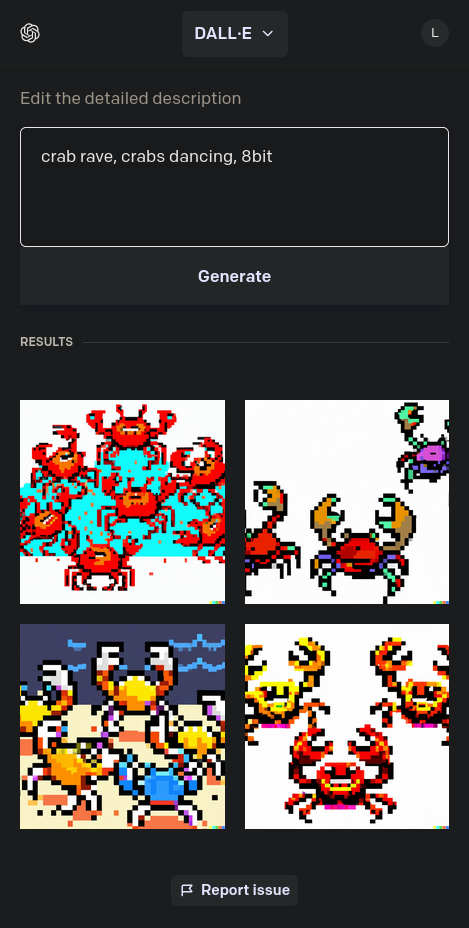 DALL·E
L
Edit the detailed description
crab rave, crabs dancing, 8bit
Generate
RESULTS
Report issue